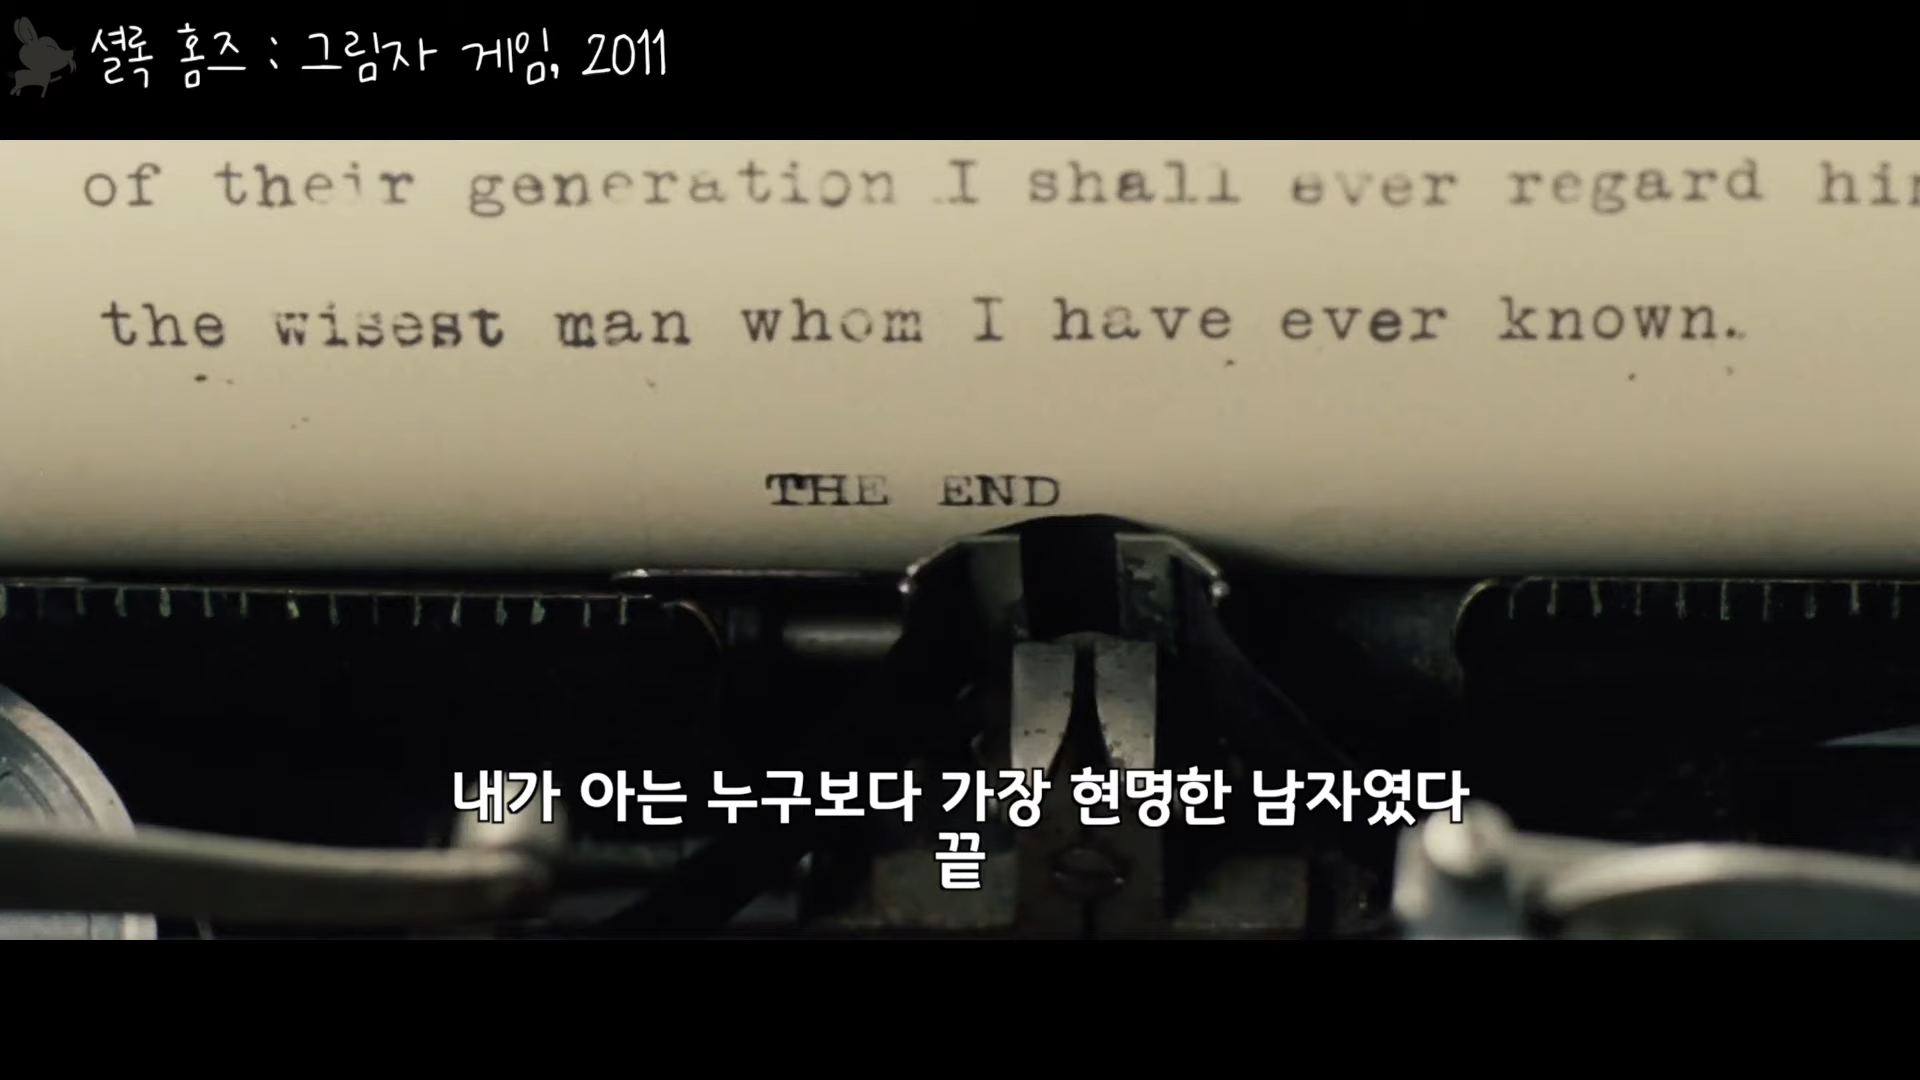 셜록 홈즈 : 그림자 게임, 2011
of their generation I shall ever regard
the wisest man whom I have ever known.
THE END
내가 아는 누구보다 가장 현명한 남자였다
끝